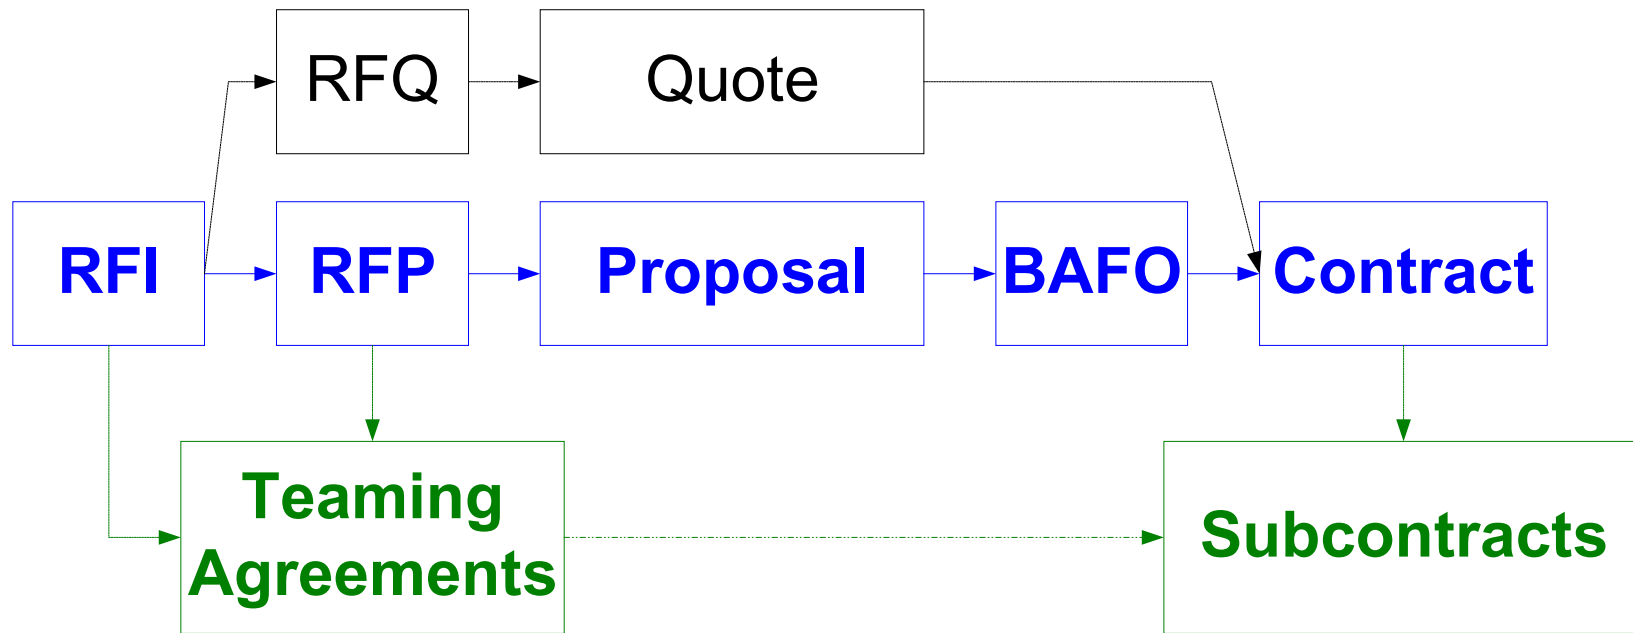 RFQ
Quote
RFI
RFP
Proposal
BAFO
Contract
Teaming
Agreements
Subcontracts